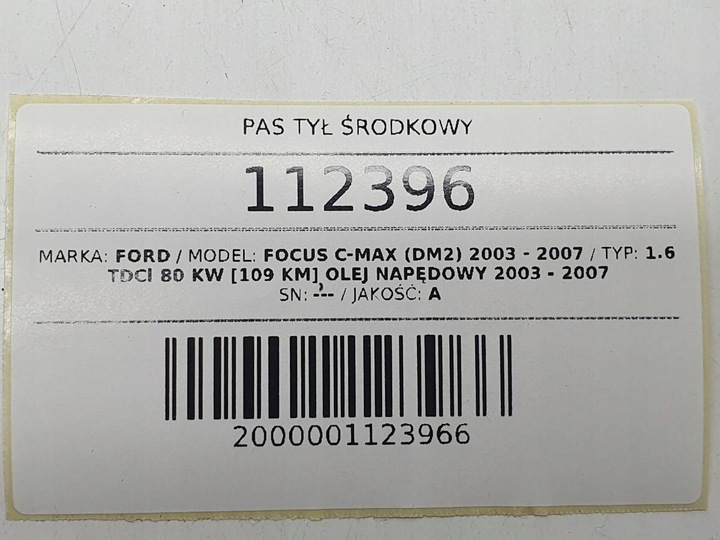 PAS TYŁ ŚRODKOWY
112396
MARKA: FORD / MODEL: FOCUS C-MAX (DM2) 2003 - 2007 / TYP: 1.6
TDCI 80 KW [109 KM], OLEJ NAPĘDOWY 2003 - 2007
SN: --- / JAKOŚĆ: A
2000001123966